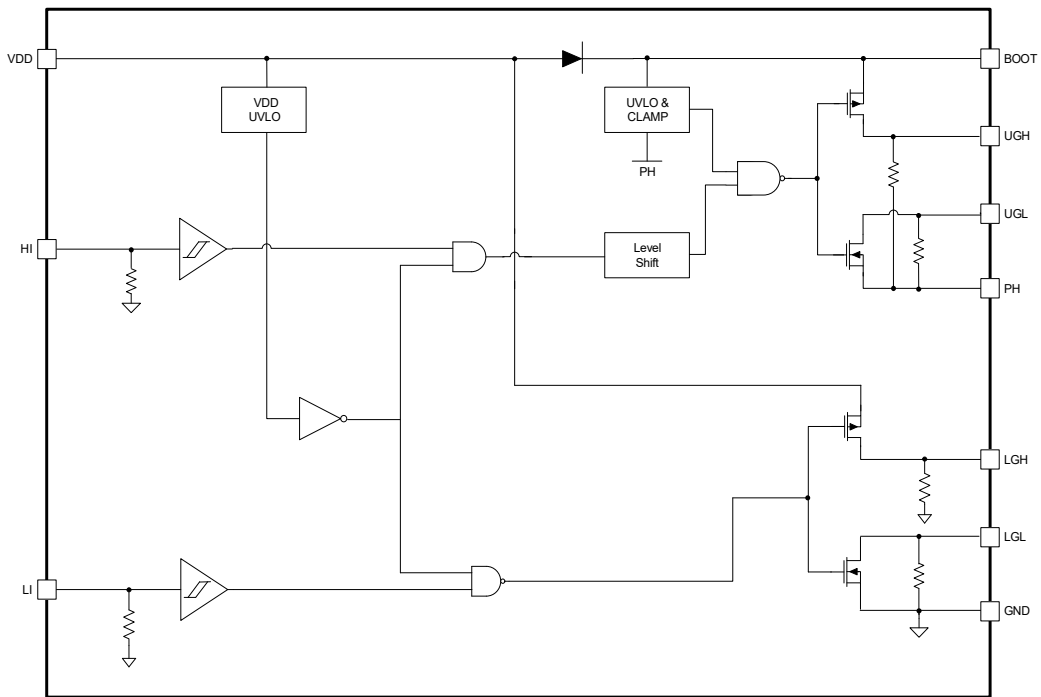 VDD
BOOT
VDD
UVLO
UVLO &
CLAMP
UGH
PH
UGL
HI
Level
Shift
PH
LGH
LGL
LI
GND